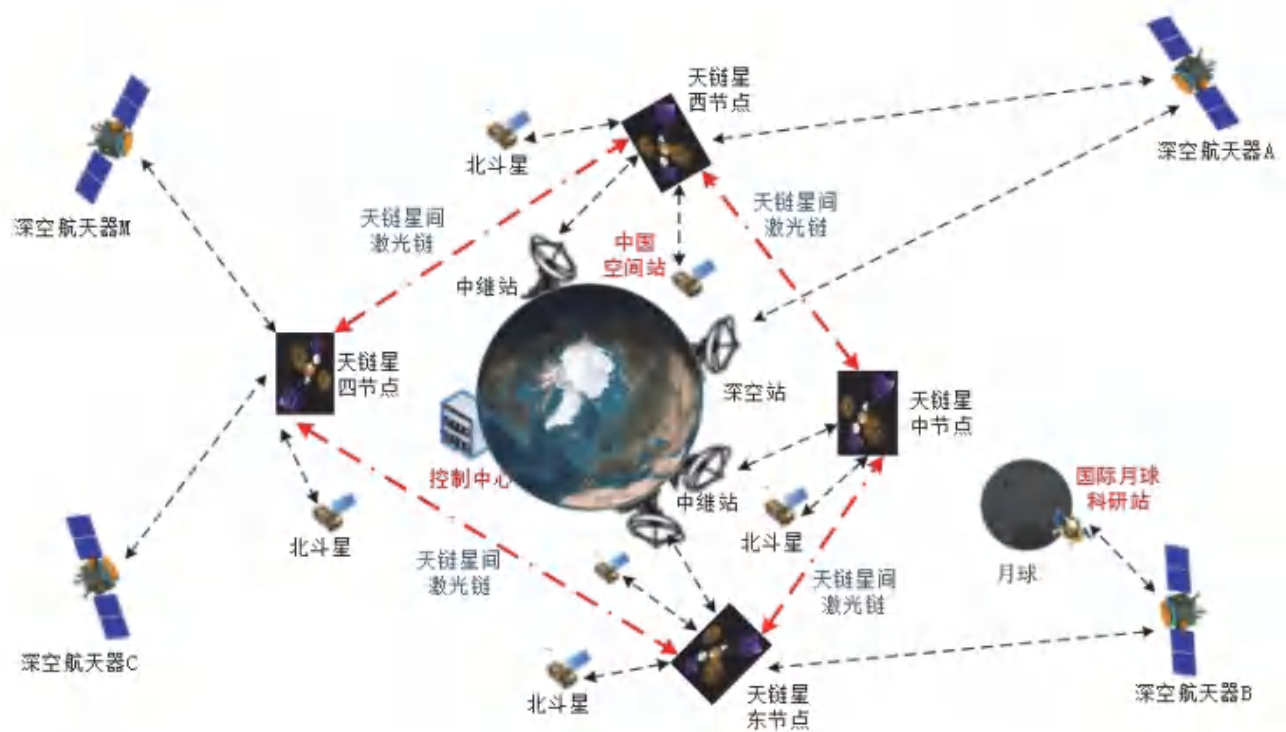 天链星
西节点
北斗星
深空航天器A
深空航天器M
天链星间
激光链
中国
空间站
天链星间
激光链
中继站
天链星
四节点
深空站
天链星
中节点
控制中心
中继站
国际月球
科研站
北斗星
北斗星
月球
天链星间
激光链
天链星间
激光链
深空航天器C
北斗星
天链星
东节点
深空航天器B